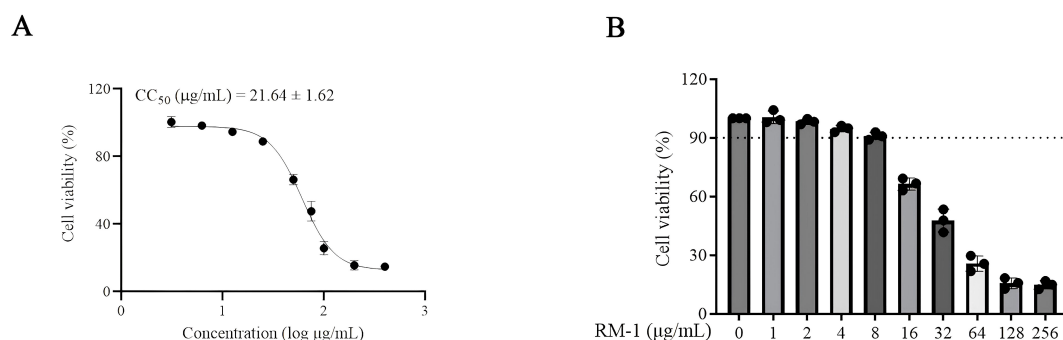 A
B
CC50 (μg/mL) = 21.64 ± 1.62
Cell viability (%)
120
80
40
0
0 1 2 3
Concentration (log μg/mL)
Cell viability (%)
120
90
60
30
0
RM-1 (μg/mL) 0 1 2 4 8 16 32 64 128 256